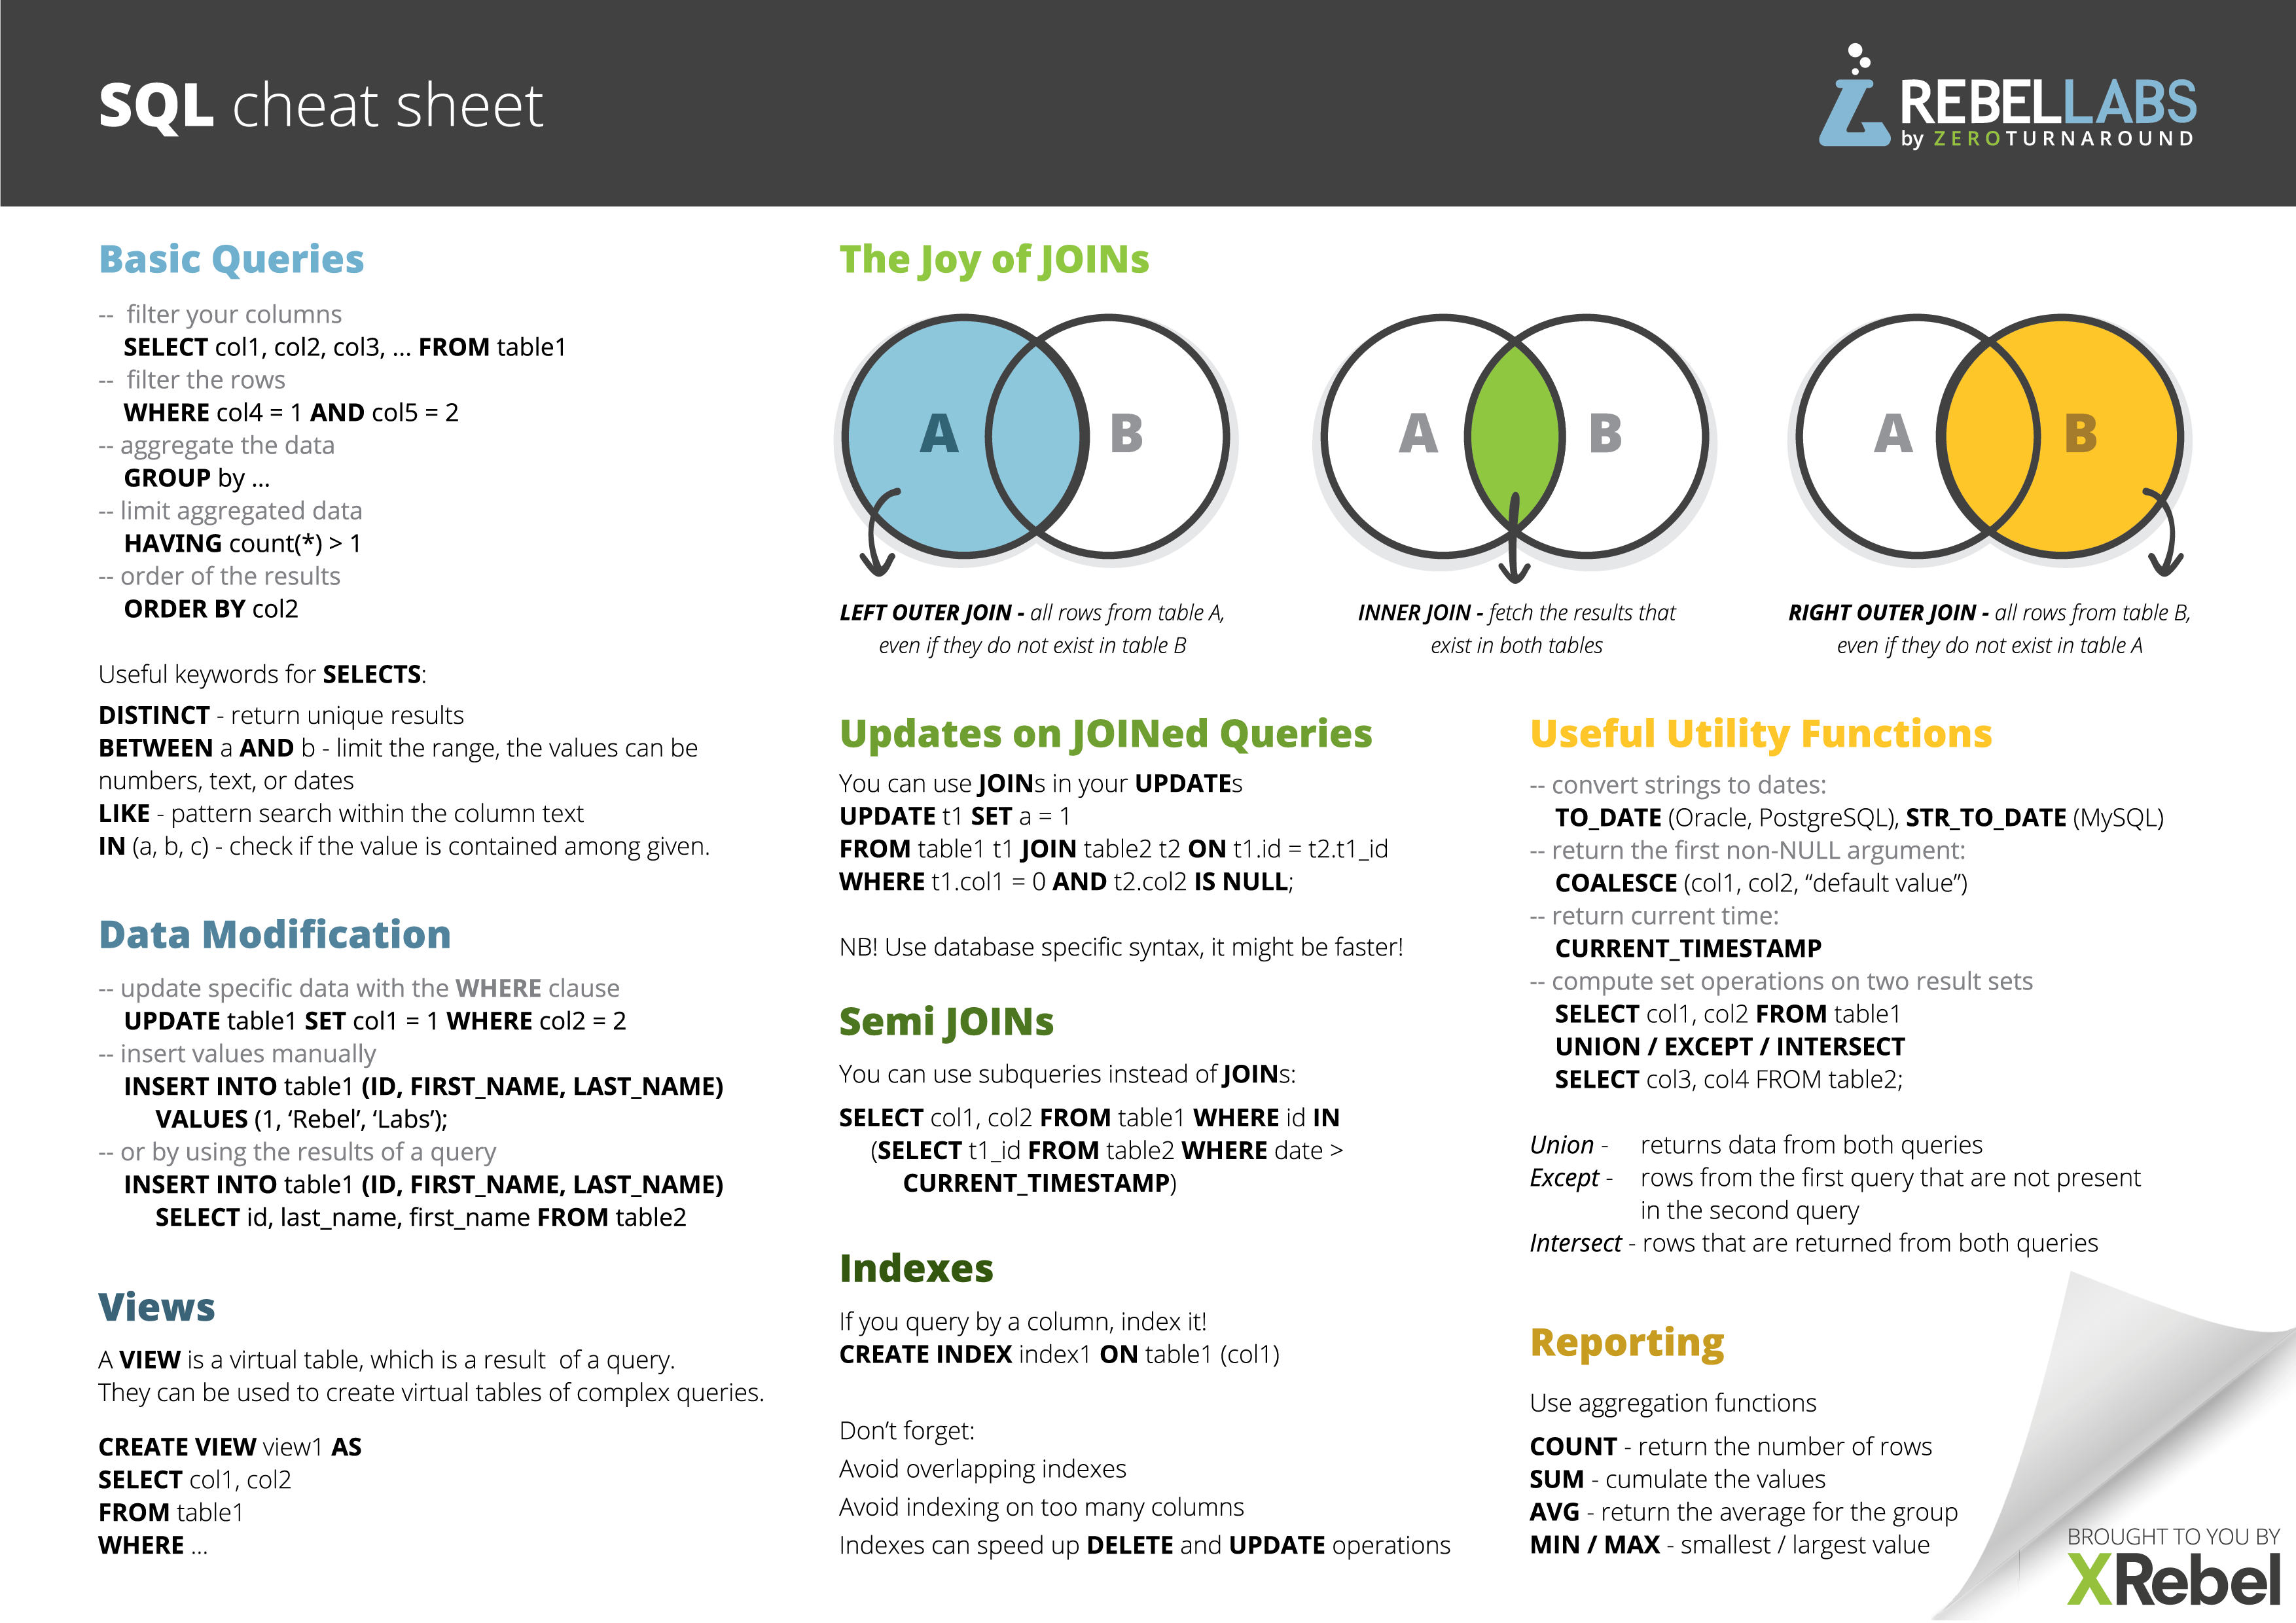 SQL cheat sheet
REBELLABS
by ZEROTURNAROUND
Basic Queries
-- filter your columns
SELECT col1, col2, col3, ... FROM table1
-- filter the rows
WHERE col4 = 1 AND col5 = 2
-- aggregate the data
GROUP by ...
-- limit aggregated data
HAVING count(*) > 1
-- order of the results
ORDER BY col2
Useful keywords for SELECTS:
DISTINCT - return unique results
BETWEEN a AND b - limit the range, the values can be
numbers, text, or dates
LIKE - pattern search within the column text
IN (a, b, c) - check if the value is contained among given.
Data Modification
-- update specific data with the WHERE clause
UPDATE table1 SET col1 = 1 WHERE col2 = 2
-- insert values manually
INSERT INTO table1 (ID, FIRST_NAME, LAST_NAME)
VALUES (1, ‘Rebel’, ‘Labs’);
-- or by using the results of a query
INSERT INTO table1 (ID, FIRST_NAME, LAST_NAME)
SELECT id, last_name, first_name FROM table2
Views
A VIEW is a virtual table, which is a result of a query.
They can be used to create virtual tables of complex queries.
CREATE VIEW view1 AS
SELECT col1, col2
FROM table1
WHERE ...
The Joy of JOINs
A B
A B
A B
LEFT OUTER JOIN - all rows from table A,
even if they do not exist in table B
INNER JOIN - fetch the results that
exist in both tables
RIGHT OUTER JOIN - all rows from table B,
even if they do not exist in table A
Updates on JOINed Queries
You can use JOINs in your UPDATEs
UPDATE t1 SET a = 1
FROM table1 t1 JOIN table2 t2 ON t1.id = t2.t1_id
WHERE t1.col1 = 0 AND t2.col2 IS NULL;
NB! Use database specific syntax, it might be faster!
Semi JOINs
You can use subqueries instead of JOINs:
SELECT col1, col2 FROM table1 WHERE id IN
(SELECT t1_id FROM table2 WHERE date >
CURRENT_TIMESTAMP)
Indexes
If you query by a column, index it!
CREATE INDEX index1 ON table1 (col1)
Don’t forget:
Avoid overlapping indexes
Avoid indexing on too many columns
Indexes can speed up DELETE and UPDATE operations
Useful Utility Functions
-- convert strings to dates:
TO_DATE (Oracle, PostgreSQL), STR_TO_DATE (MySQL)
-- return the first non-NULL argument:
COALESCE (col1, col2, “default value”)
-- return current time:
CURRENT_TIMESTAMP
-- compute set operations on two result sets
SELECT col1, col2 FROM table1
UNION / EXCEPT / INTERSECT
SELECT col3, col4 FROM table2;
Union - returns data from both queries
Except - rows from the first query that are not present
in the second query
Intersect - rows that are returned from both queries
Reporting
Use aggregation functions
COUNT - return the number of rows
SUM - cumulate the values
AVG - return the average for the group
MIN / MAX - smallest / largest value
BROUGHT TO YOU BY
XRebel